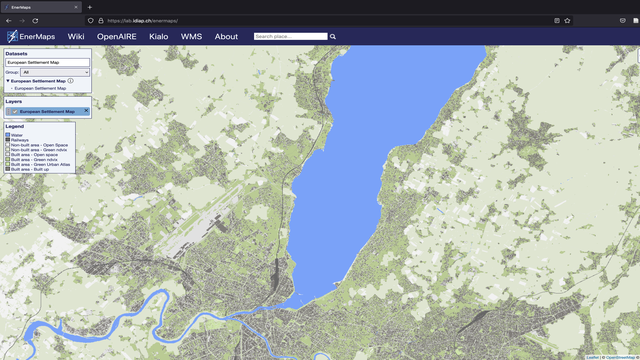 EnerMaps
https://lab.idiap.ch/enermaps/
EnerMaps Wiki OpenAIRE Kialo WMS About Search place...
Datasets
European Settlement Map
Group: All
European Settlement Map
European Settlement Map
Layers
European Settlement Map
Legend
Water
Railways
Non-built area - Open Space
Non-built area - Green ndvix
Built area - Open space
Built area - Green ndvix
Built area - Green Urban Atlas
Built area - Built up
Leaflet | © OpenStreetMap ©